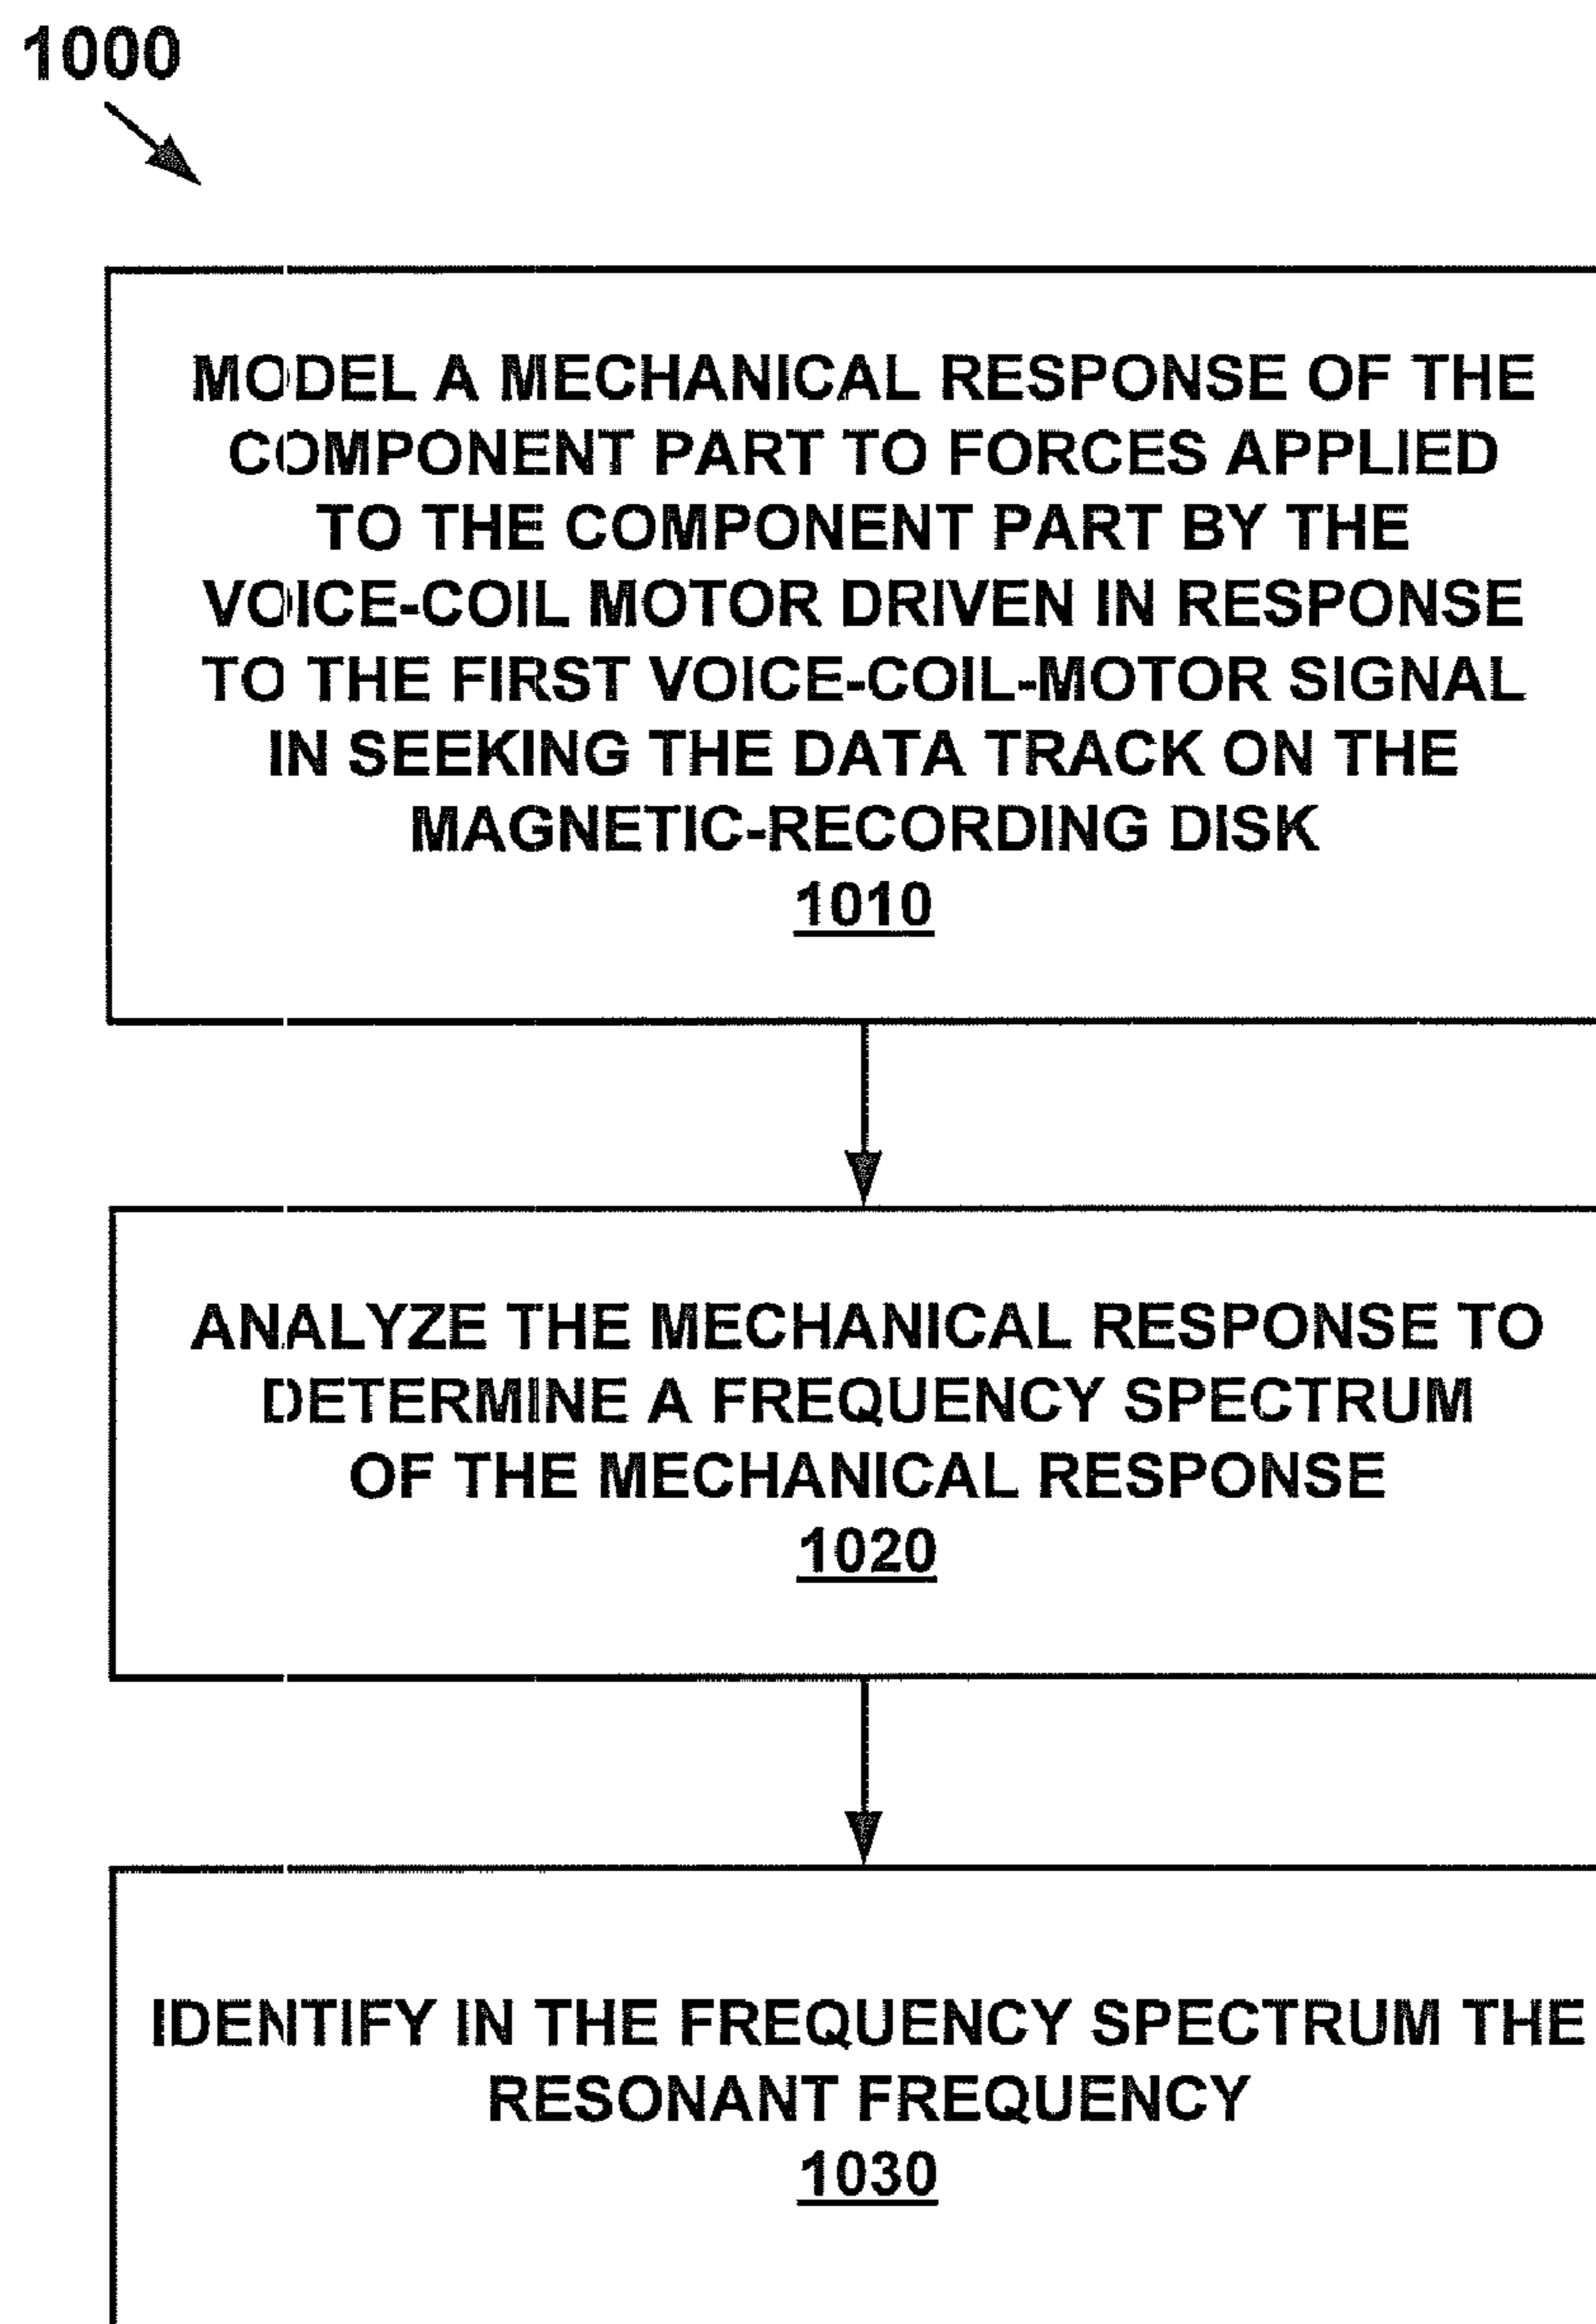 1000
MODEL A MECHANICAL RESPONSE OF THE
COMPONENT PART TO FORCES APPLIED
TO THE COMPONENT PART BY THE
VOICE-COIL MOTOR DRIVEN IN RESPONSE
TO THE FIRST VOICE-COIL-MOTOR SIGNAL
IN SEEKING THE DATA TRACK ON THE
MAGNETIC-RECORDING DISK
1010
ANALYZE THE MECHANICAL RESPONSE TO
DETERMINE A FREQUENCY SPECTRUM
OF THE MECHANICAL RESPONSE
1020
IDENTIFY IN THE FREQUENCY SPECTRUM THE
RESONANT FREQUENCY
1030